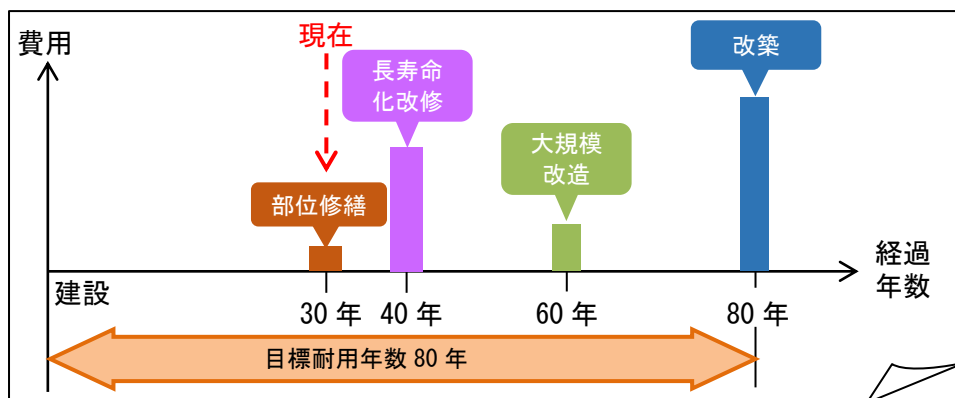 費用
現在
長寿命
化改修
改築
大規模
改造
部位修繕
経過
年数
建設
30 年
40 年
60 年
80 年
目標耐用年数 80 年